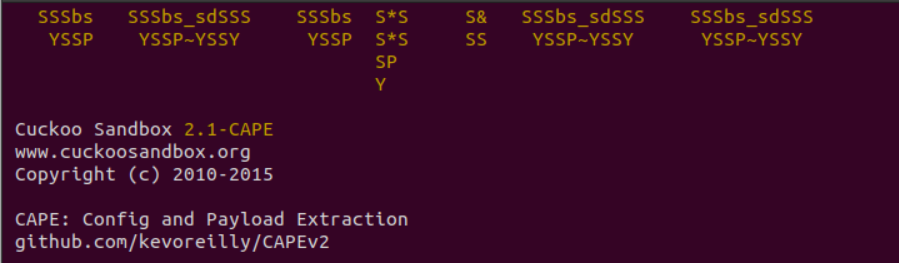 SSSbs SSSbs_sdSSS SSSbs S*S S& SSSbs_sdSSS SSSbs_sdSSS
YSSP YSSP~YSSY YSSP S*S SS YSSP~YSSY YSSP~YSSY
SP
Y
Cuckoo Sandbox 2.1-CAPE
www.cuckoosandbox.org
Copyright (c) 2010-2015
CAPE: Config and Payload Extraction
github.com/kevoreilly/CAPEv2